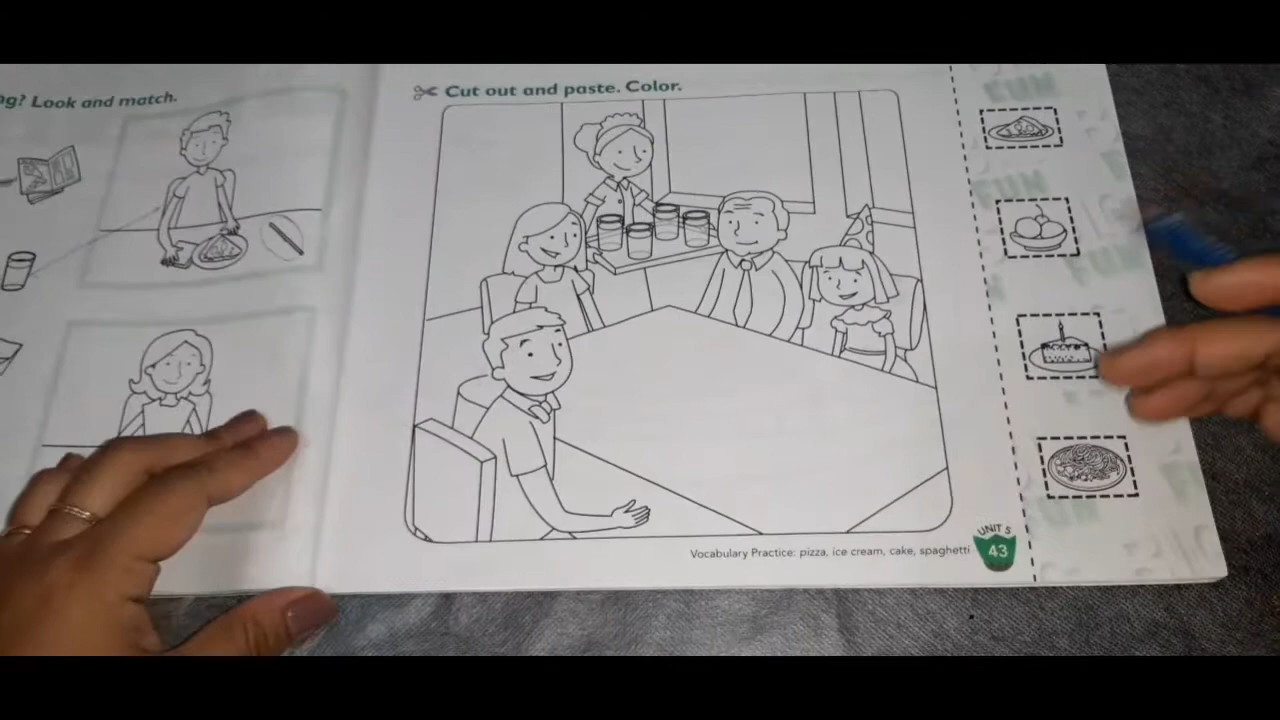 Look and match.
Cut out and paste. Color.
Vocabulary Practice: pizza, ice cream, cake, spaghetti
UNIT 5
43